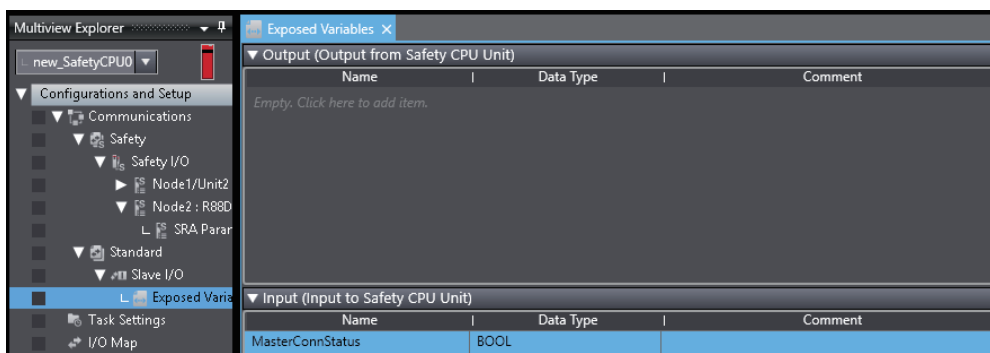 Multiview Explorer
new_SafetyCPU0
Configurations and Setup
Communications
Safety
Safety I/O
Node1/Unit2
Node2 : R88D
SRA Parar
Standard
Slave I/O
Exposed Varia
Task Settings
I/O Map
Exposed Variables
Output (Output from Safety CPU Unit)
Name Data Type Comment
Empty. Click here to add item.
Input (Input to Safety CPU Unit)
Name Data Type Comment
MasterConnStatus BOOL